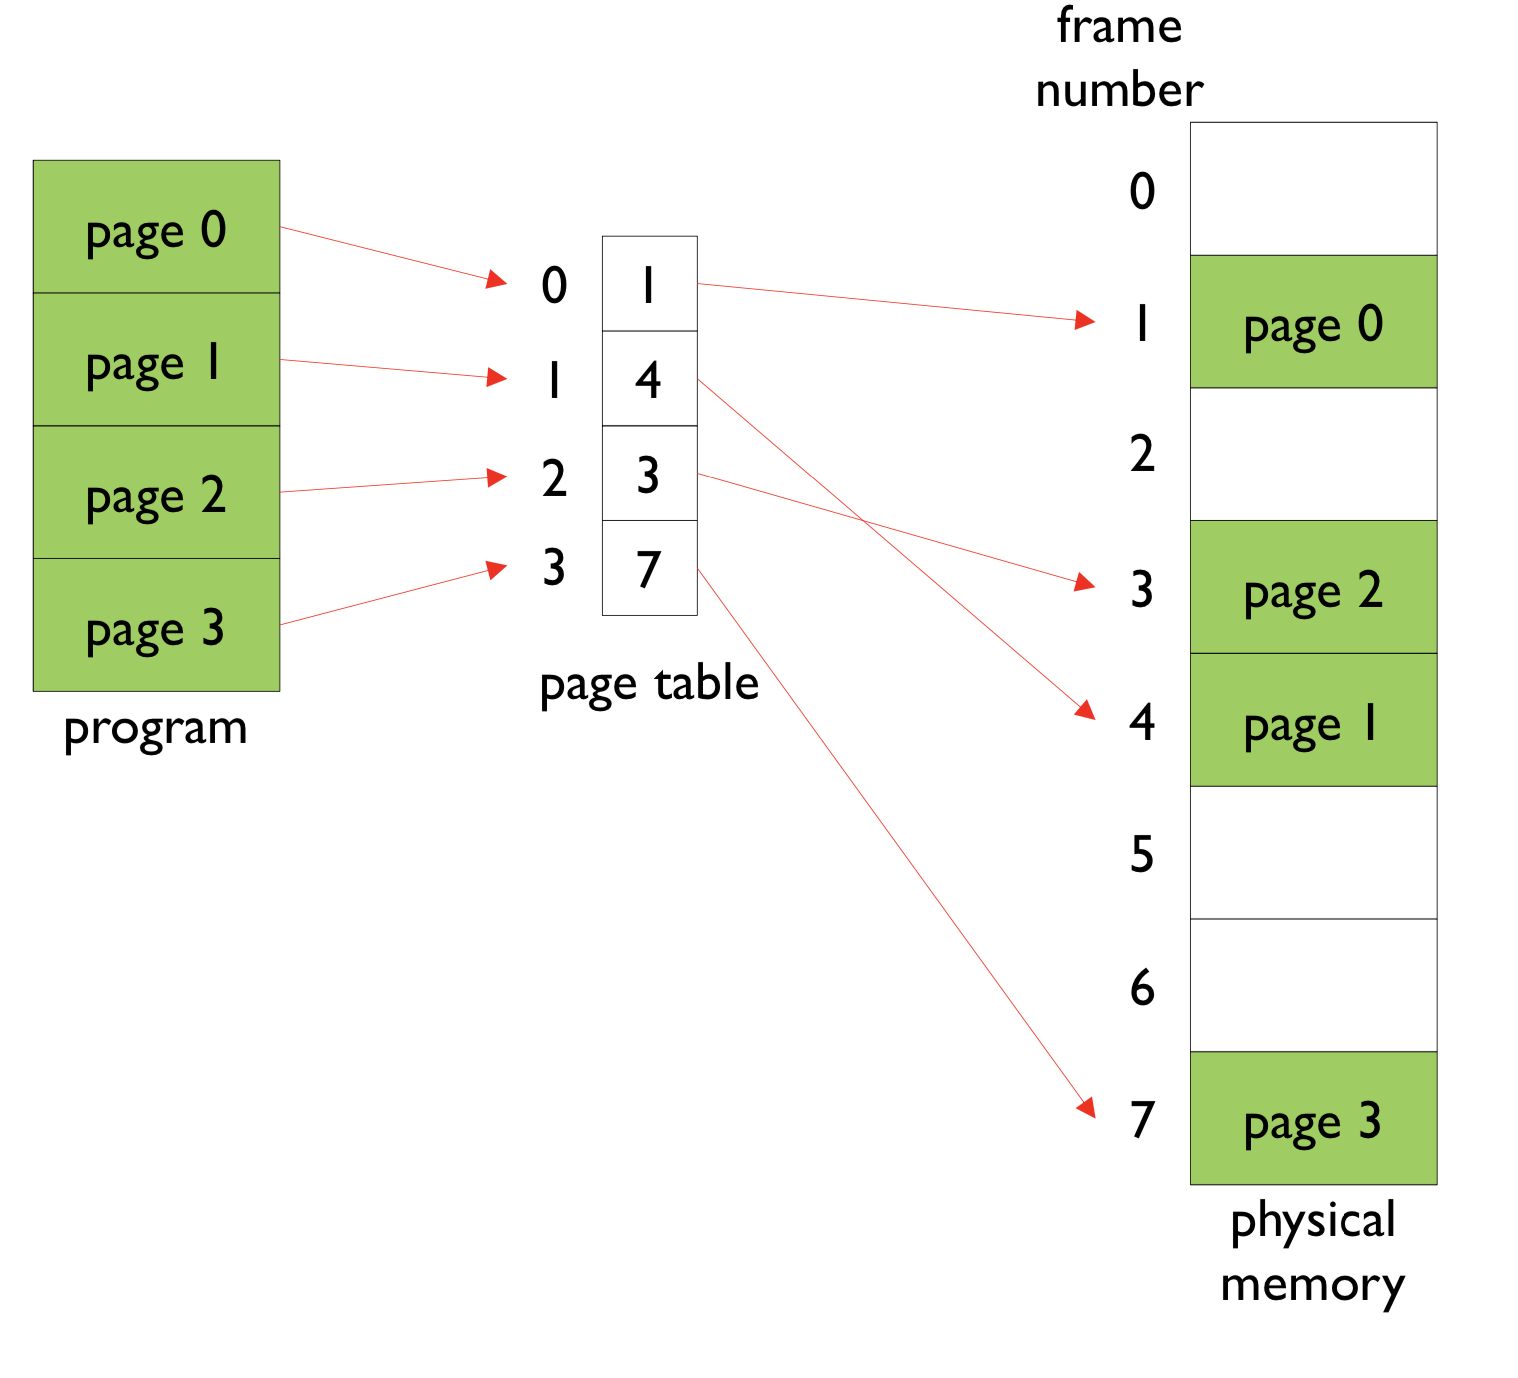 frame
number
page 0
page 1
page 2
page 3
program
0 1
1 4
2 3
3 7
page table
0
1 page 0
2
3 page 2
4 page 1
5
6
7 page 3
physical
memory